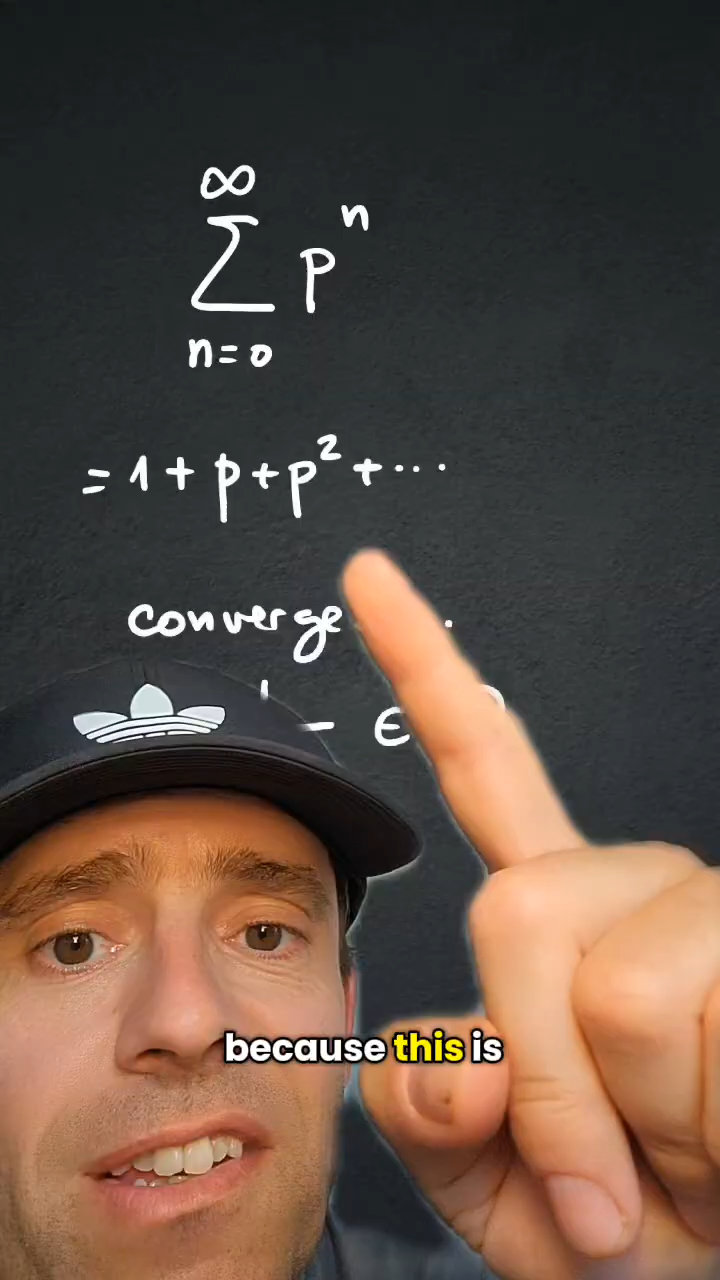 ∞
∑ pⁿ
n=0
= 1 + p + p² + ···
converge
- ∈
because this is